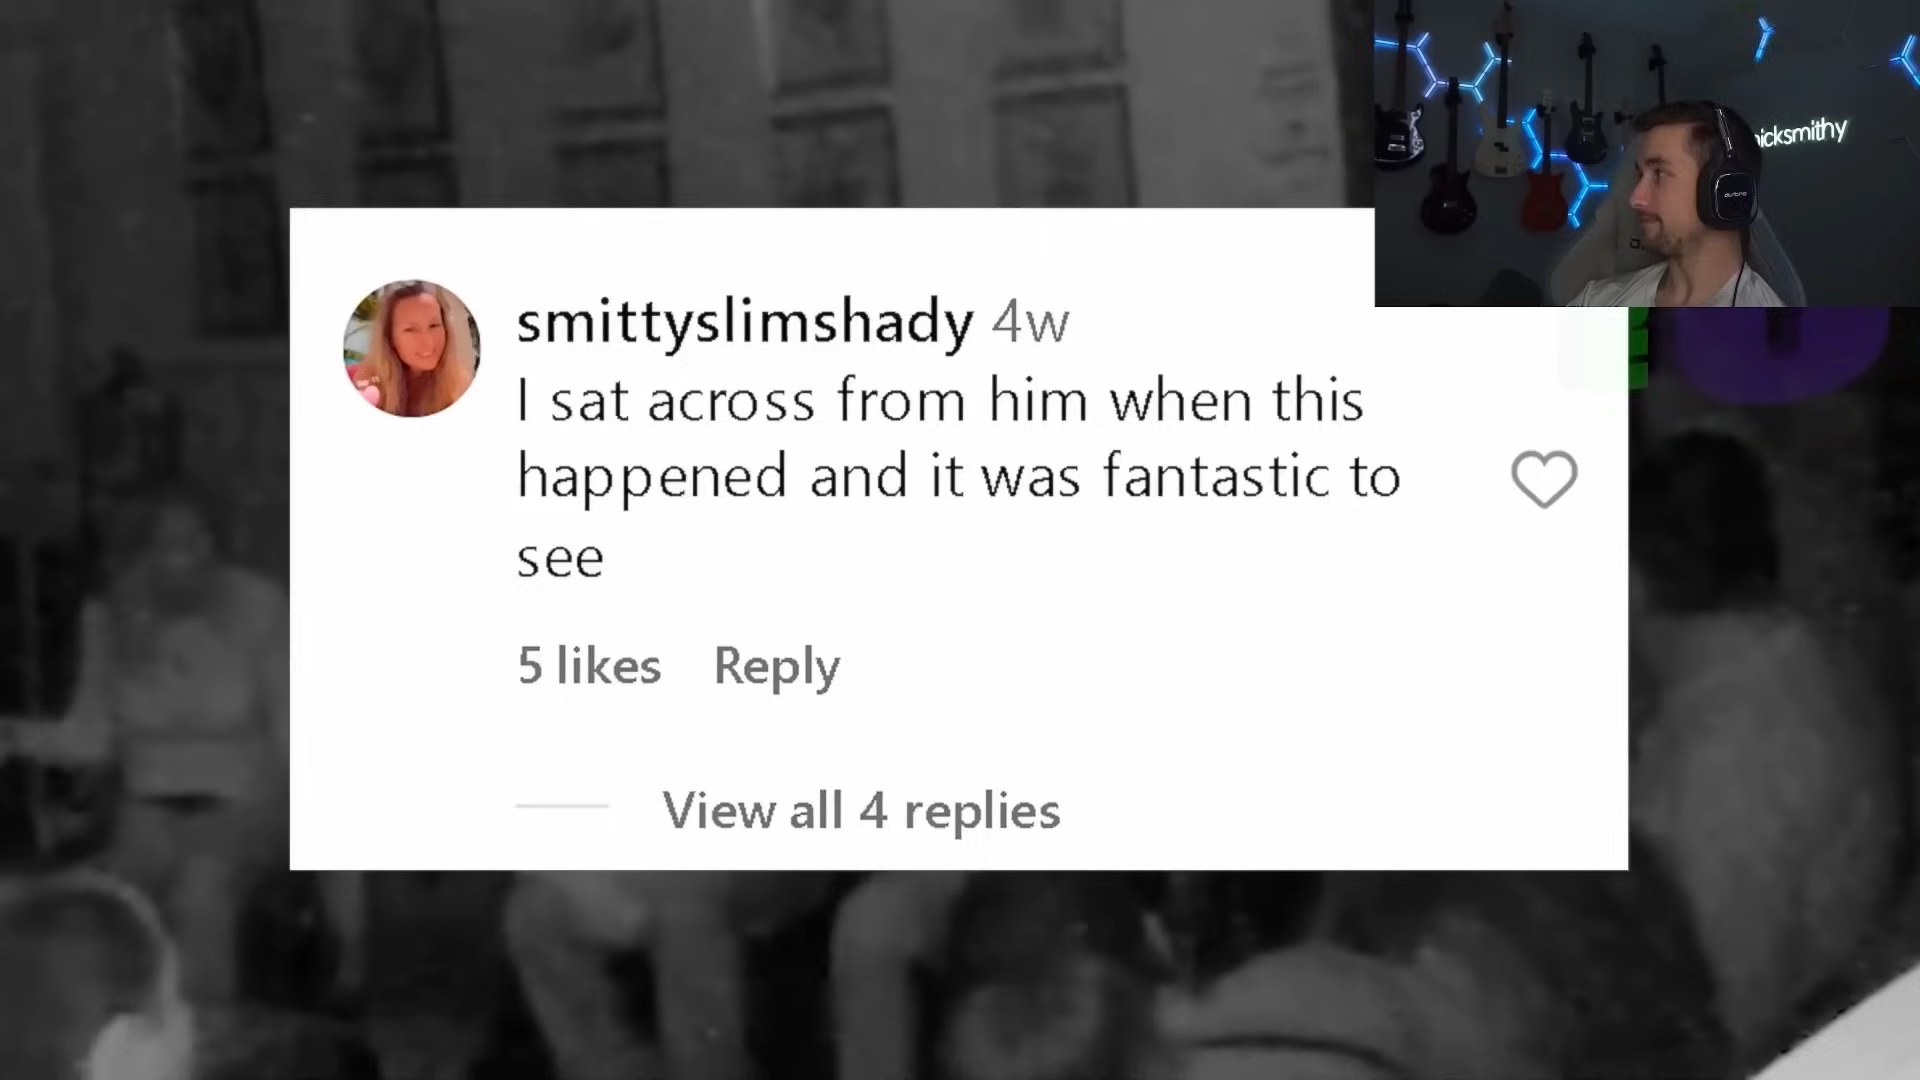 smittyslimshady 4w
I sat across from him when this
happened and it was fantastic to
see
5 likes Reply
View all 4 replies
icksmithy